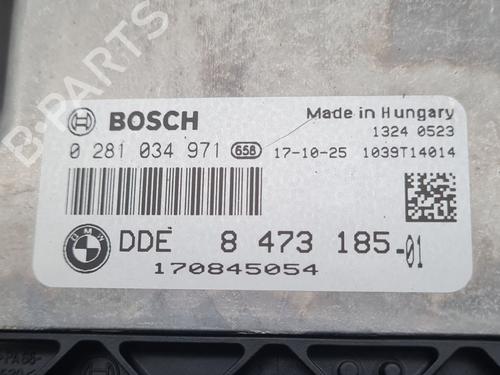 B-PARTS
BOSCH
Made in Hungary
1324 0523
0 281 034 971 658 17-10-25 1039T14014
BMW
DDE 8 473 185-01
170845054